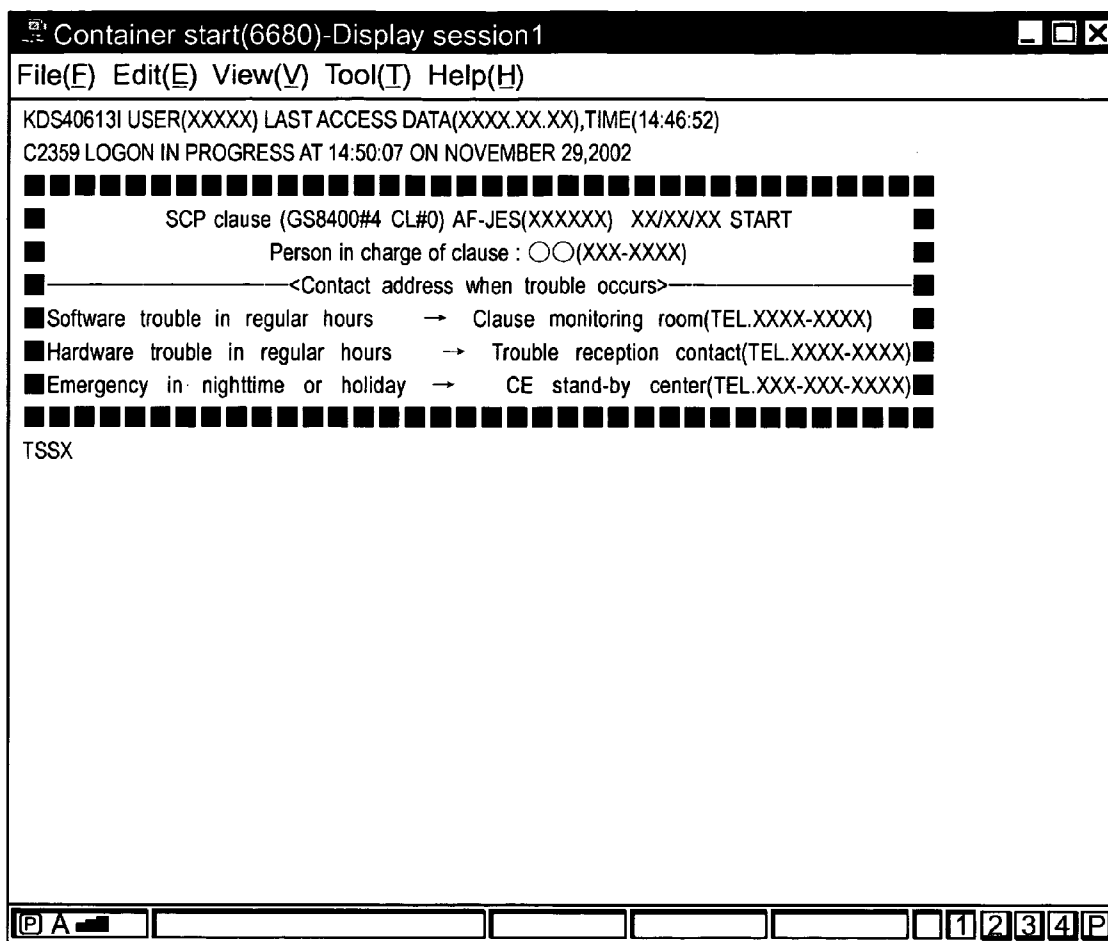 Container start(6680)-Display session1
File(F) Edit(E) View(V) Tool(T) Help(H)
KDS40613I USER(XXXXX) LAST ACCESS DATA(XXXX.XX.XX),TIME(14:46:52)
C2359 LOGON IN PROGRESS AT 14:50:07 ON NOVEMBER 29,2002
SCP clause (GS8400#4 CL#0) AF-JES(XXXXXX) XX/XX/XX START
Person in charge of clause : ○○(XXX-XXXX)
<Contact address when trouble occurs>
Software trouble in regular hours → Clause monitoring room(TEL.XXXX-XXXX)
Hardware trouble in regular hours → Trouble reception contact(TEL.XXXX-XXXX)
Emergency in nighttime or holiday → CE stand-by center(TEL.XXX-XXX-XXXX)
TSSX
P A 1 2 3 4 P